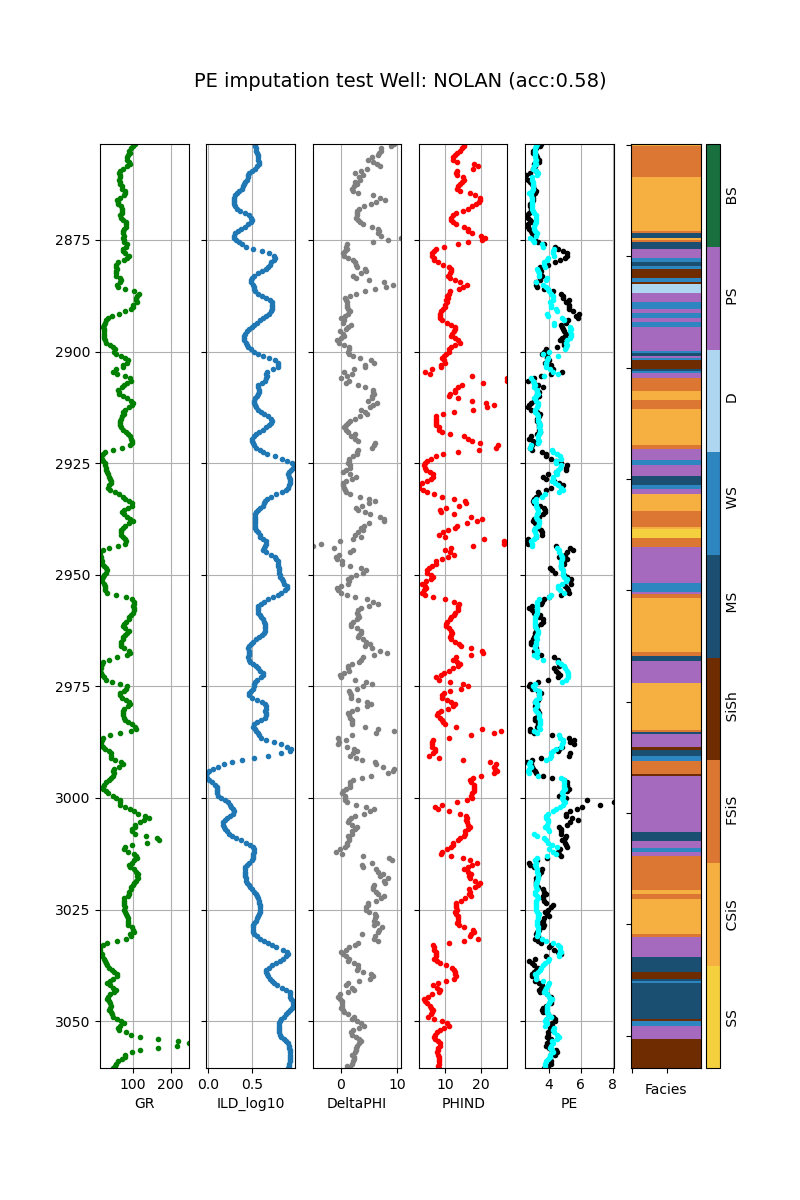 PE imputation test Well: NOLAN (acc:0.58)
2875
2900
2925
2950
2975
3000
3025
3050
100 200
GR
0.0 0.5
ILD_log10
0 10
DeltaPHI
10 20
PHIND
4 6 8
PE
Facies
BS
PS
D
WS
MS
SiSh
FSiS
CSiS
SS